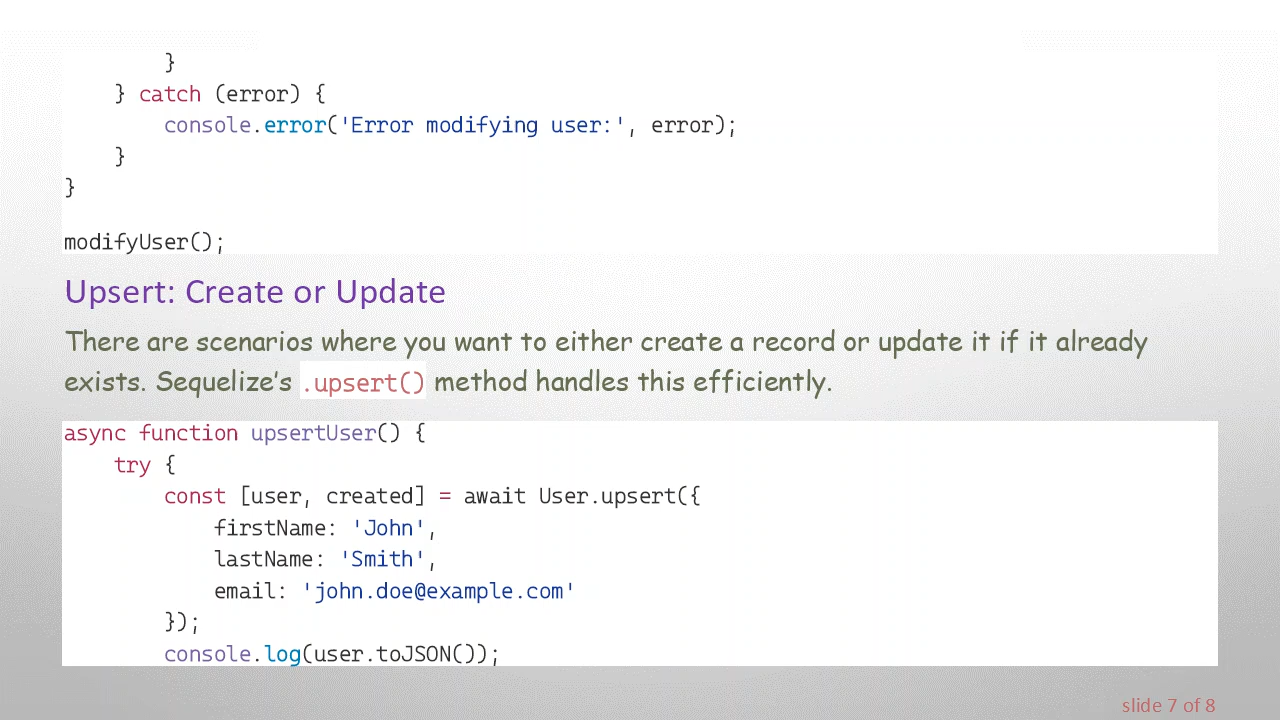 }
    } catch (error) {
        console.error('Error modifying user:', error);
    }
}
modifyUser();
Upsert: Create or Update
There are scenarios where you want to either create a record or update it if it already
exists. Sequelize’s .upsert() method handles this efficiently.
async function upsertUser() {
    try {
        const [user, created] = await User.upsert({
            firstName: 'John',
            lastName: 'Smith',
            email: 'john.doe@example.com'
        });
        console.log(user.toJSON());
slide 7 of 8